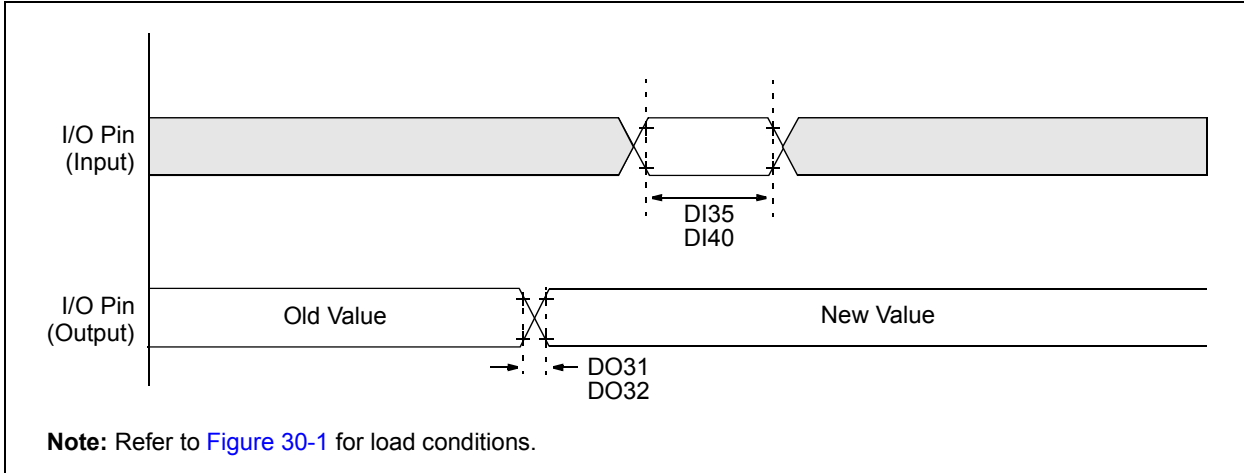 I/O Pin
(Input)
DI35
DI40
I/O Pin
(Output)
Old Value
New Value
DO31
DO32
Note: Refer to Figure 30-1 for load conditions.